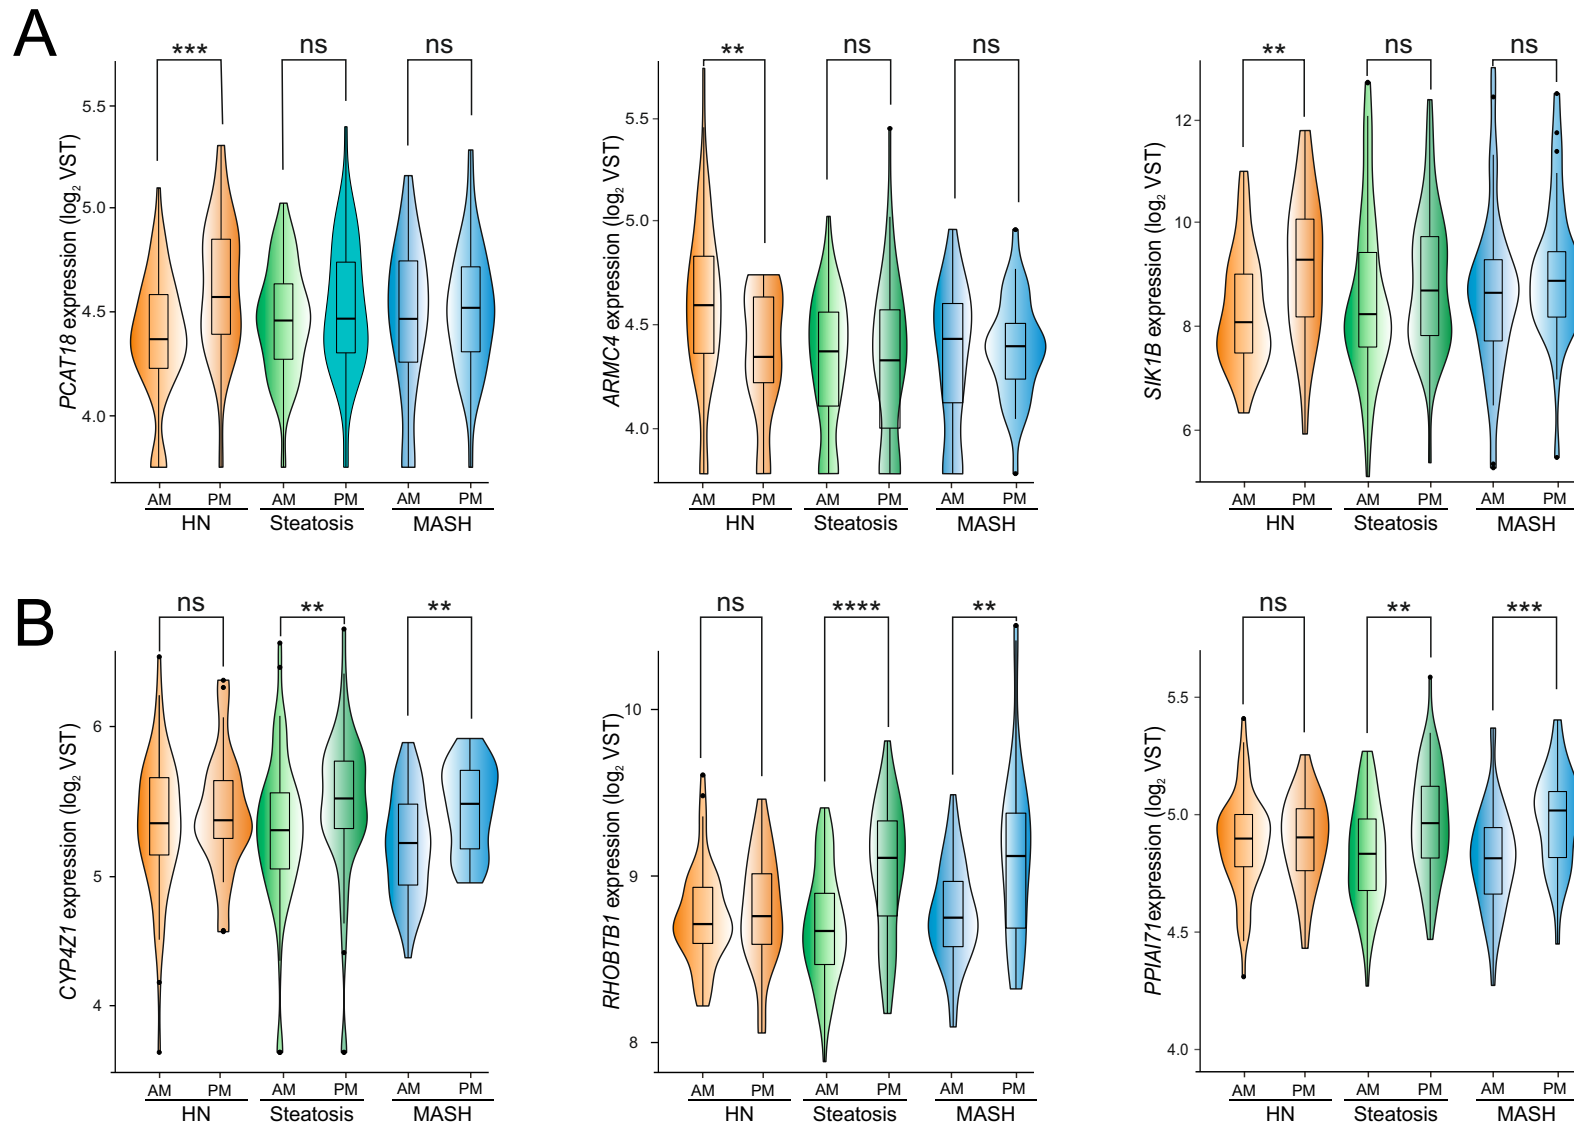 A
*** ns ns
PCAT18 expression (log₂ VST)
5.5
5.0
4.5
4.0
AM PM AM PM AM PM
HN Steatosis MASH
** ns ns
ARMC4 expression (log₂ VST)
5.5
5.0
4.5
4.0
AM PM AM PM AM PM
HN Steatosis MASH
** ns ns
SIK1B expression (log₂ VST)
12
10
8
6
AM PM AM PM AM PM
HN Steatosis MASH
B
ns ** **
CYP4Z1 expression (log₂ VST)
6
5
4
AM PM AM PM AM PM
HN Steatosis MASH
ns **** **
RHOBTB1 expression (log₂ VST)
10
9
8
AM PM AM PM AM PM
HN Steatosis MASH
ns ** ***
PPIAI71expression (log₂ VST)
5.5
5.0
4.5
4.0
AM PM AM PM AM PM
HN Steatosis MASH